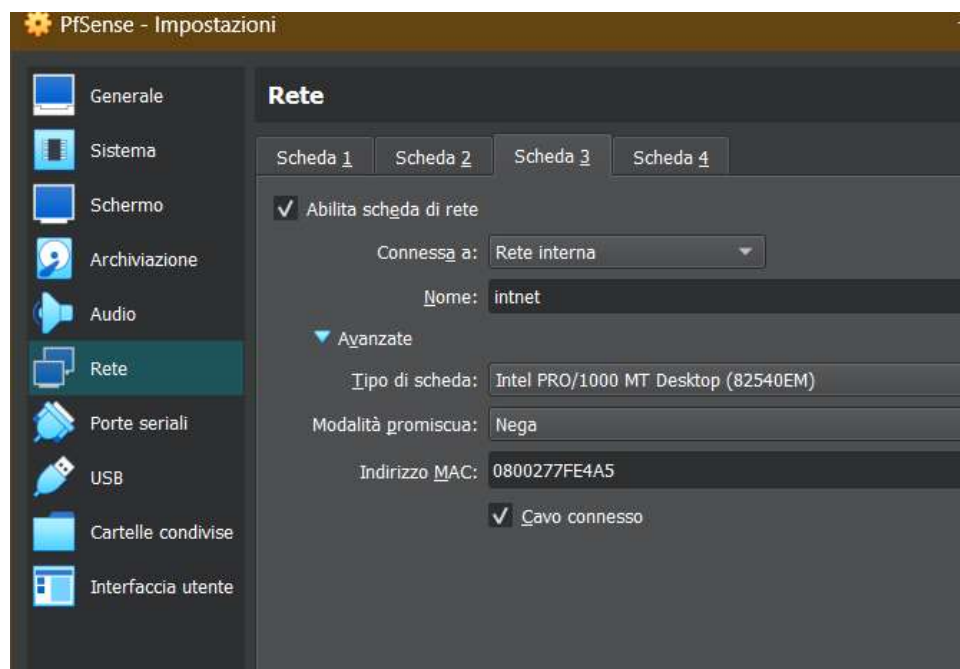 PfSense - Impostazioni
Generale
Sistema
Schermo
Archiviazione
Audio
Rete
Porte seriali
USB
Cartelle condivise
Interfaccia utente
Rete
Scheda 1 Scheda 2 Scheda 3 Scheda 4
Abilita scheda di rete
Connessa a: Rete interna
Nome: intnet
Avanzate
Tipo di scheda: Intel PRO/1000 MT Desktop (82540EM)
Modalità promiscua: Nega
Indirizzo MAC: 0800277FE4A5
Cavo connesso